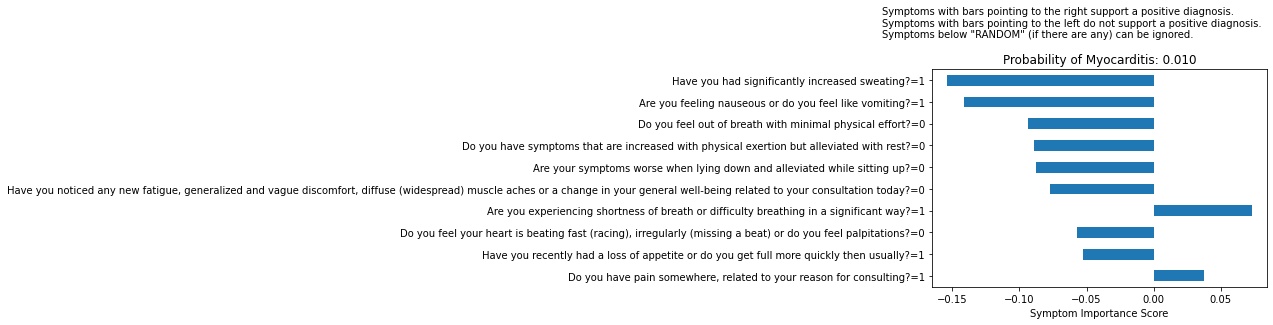 Symptoms with bars pointing to the right support a positive diagnosis.
Symptoms with bars pointing to the left do not support a positive diagnosis.
Symptoms below "RANDOM" (if there are any) can be ignored.
Probability of Myocarditis: 0.010
Have you had significantly increased sweating?=1
Are you feeling nauseous or do you feel like vomiting?=1
Do you feel out of breath with minimal physical effort?=0
Do you have symptoms that are increased with physical exertion but alleviated with rest?=0
Are your symptoms worse when lying down and alleviated while sitting up?=0
Have you noticed any new fatigue, generalized and vague discomfort, diffuse (widespread) muscle aches or a change in your general well-being related to your consultation today?=0
Are you experiencing shortness of breath or difficulty breathing in a significant way?=1
Do you feel your heart is beating fast (racing), irregularly (missing a beat) or do you feel palpitations?=0
Have you recently had a loss of appetite or do you get full more quickly then usually?=1
Do you have pain somewhere, related to your reason for consulting?=1
−0.15 −0.10 −0.05 0.00 0.05
Symptom Importance Score